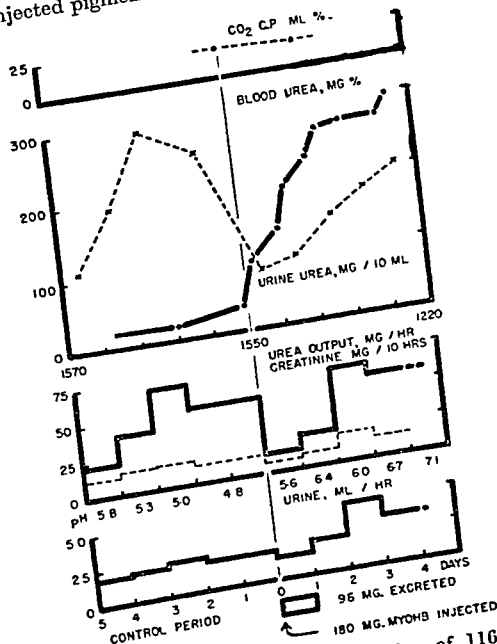 njected pigmen
CO₂ C.P ML %.
25
0
BLOOD UREA, MG %
300
200
100
0
URINE UREA, MG / 10 ML
1570
1550
1220
UREA OUTPUT, MG / HR
CREATININE MG / 10 HRS
75
50
25
0
pH 5 8 5 3 5 0 4 8 5 6 6 4 6 0 6 7 7 1
URINE, ML / HR
50
25
0
5 4 3 2 1 0 1 2 3 4 DAYS
CONTROL PERIOD
96 MG. EXCRETED
180 MG. MYOHB INJECTED
of 116